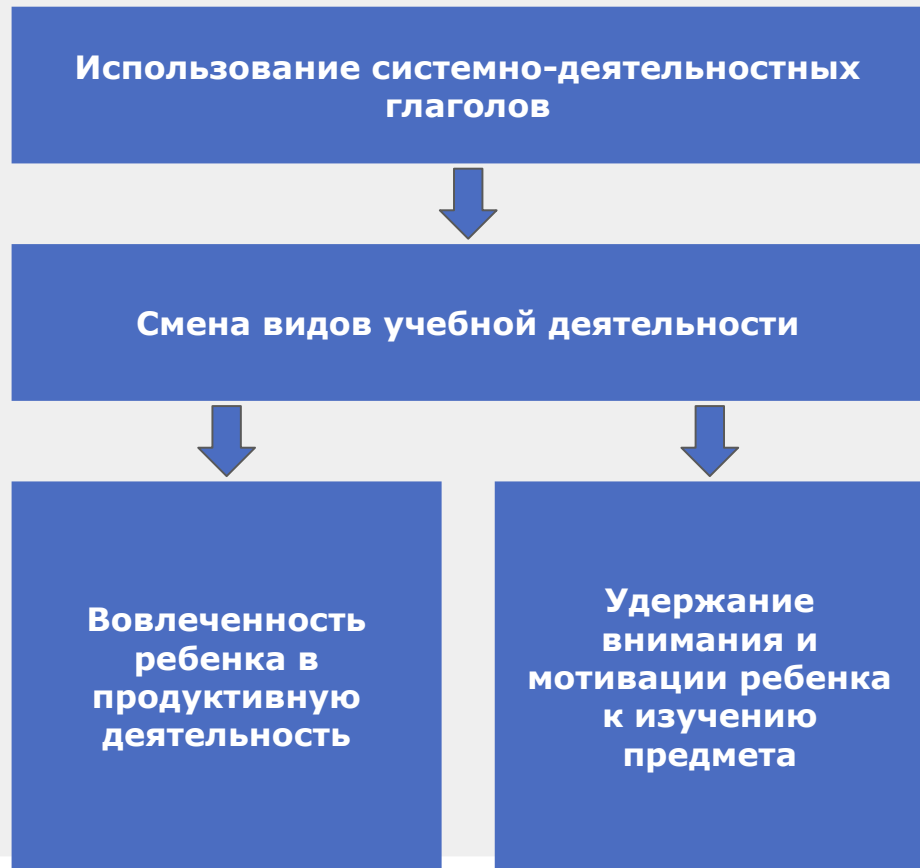 Использование системно-деятельностных
глаголов
Смена видов учебной деятельности
Вовлеченность
ребенка в
продуктивную
деятельность
Удержание
внимания и
мотивации ребенка
к изучению
предмета